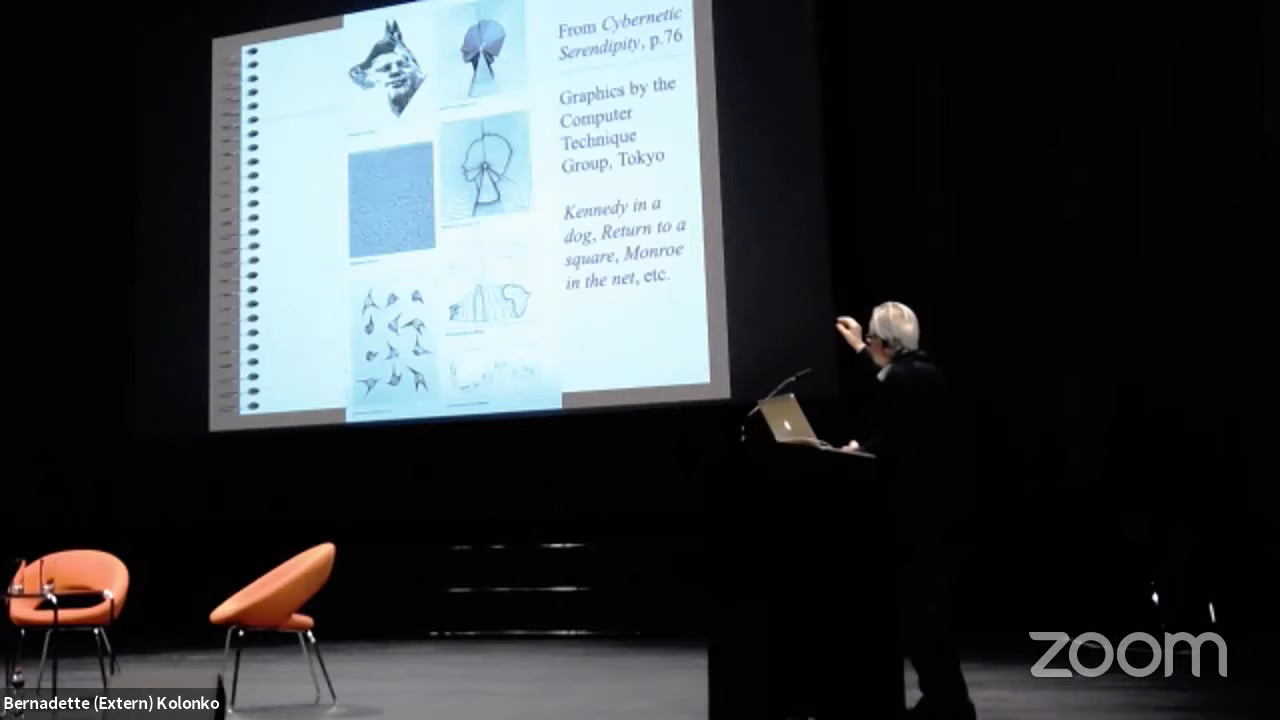 From Cybernetic
Serendipity, p.76
Graphics by the
Computer
Technique
Group, Tokyo
Kennedy in a
dog, Return to a
square, Monroe
in the net, etc.
Bernadette (Extern) Kolonko
zoom